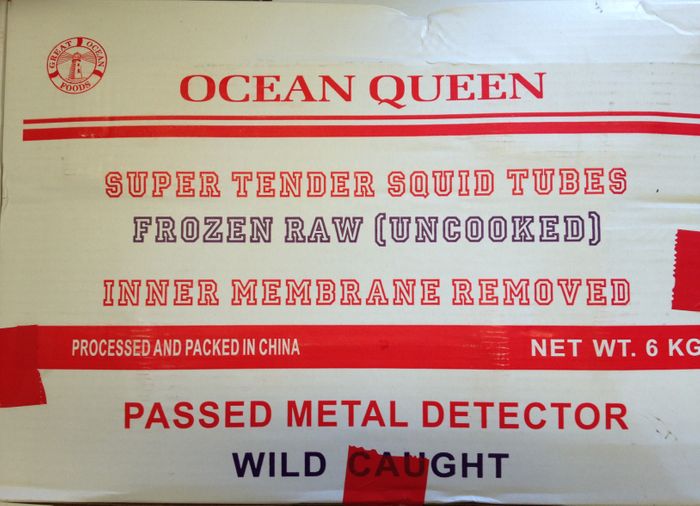 GREAT OCEAN
FOODS
OCEAN QUEEN
SUPER TENDER SQUID TUBES
FROZEN RAW (UNCOOKED)
INNER MEMBRANE REMOVED
PROCESSED AND PACKED IN CHINA
NET WT. 6 KG
PASSED METAL DETECTOR
WILD CAUGHT